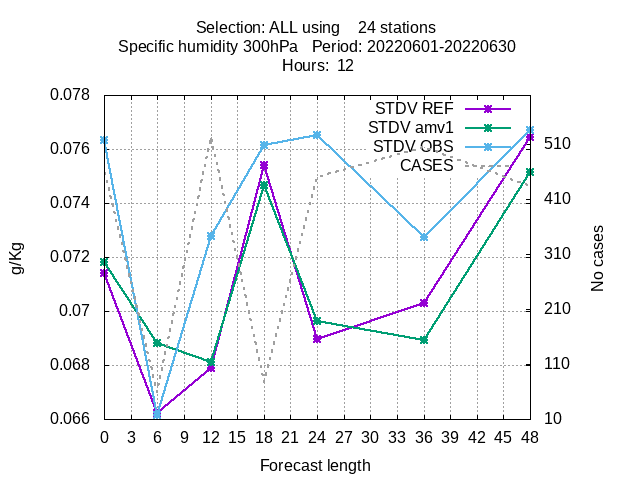 Selection: ALL using    24 stations
Specific humidity 300hPa   Period: 20220601-20220630
Hours:  12
STDV REF
STDV amv1
STDV OBS
CASES
0.078
0.076
0.074
0.072
0.07
0.068
0.066
g/Kg
510
410
310
210
110
10
No cases
0 3 6 9 12 15 18 21 24 27 30 33 36 39 42 45 48
Forecast length